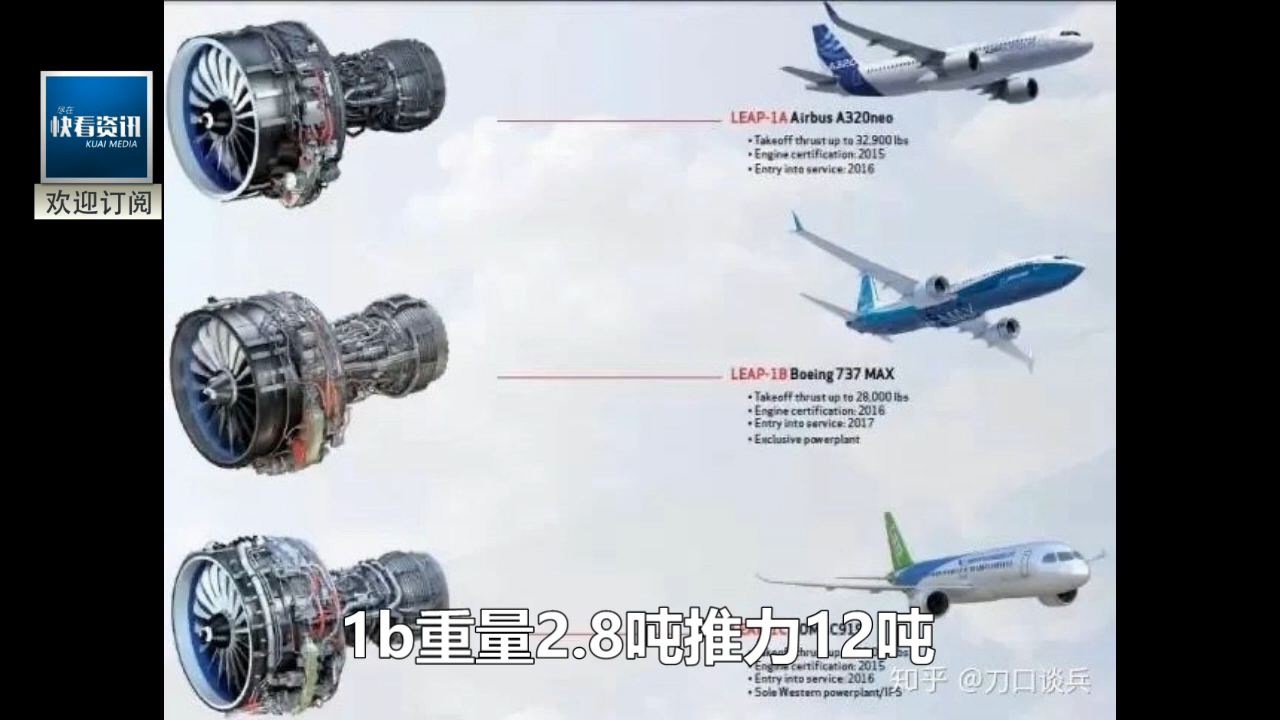 尽在
快看资讯
KUAI MEDIA
欢迎订阅
A320
LEAP-1A Airbus A320neo
• Takeoff thrust up to 32,900 lbs
• Engine certification: 2015
• Entry into service: 2016
LEAP-1B Boeing 737 MAX
• Takeoff thrust up to 28,000 lbs
• Engine certification: 2016
• Entry into service: 2017
• Exclusive powerplant
1b重量2.8吨推力12吨
• Engine certification: 2015
• Entry into service: 2016
• Sole Western powerplant/IPS
知乎 @刀口谈兵